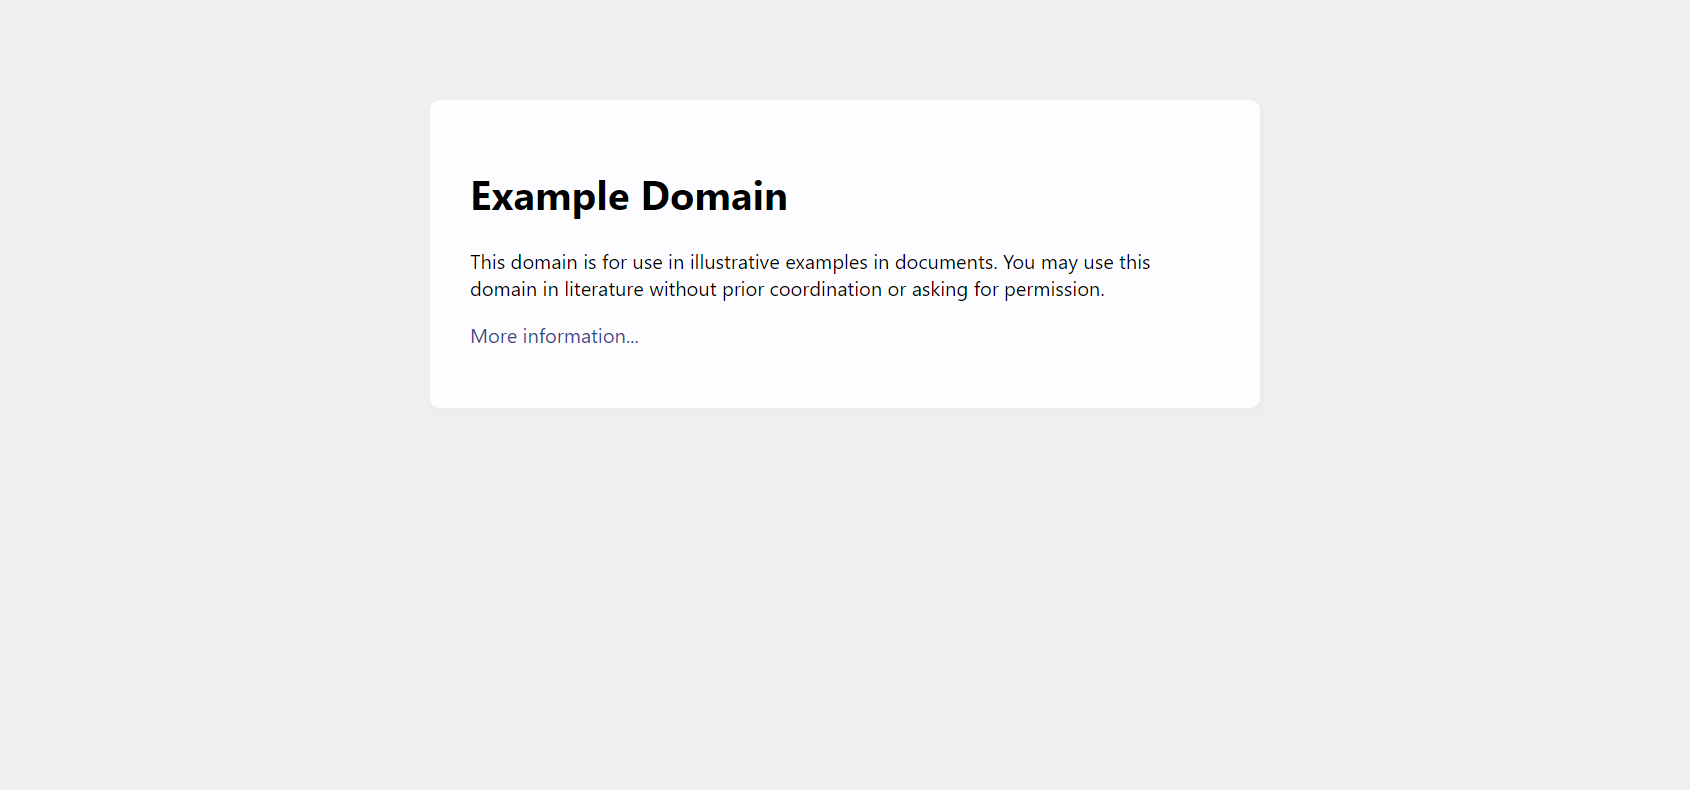 Example Domain
This domain is for use in illustrative examples in documents. You may use this
domain in literature without prior coordination or asking for permission.
More information...